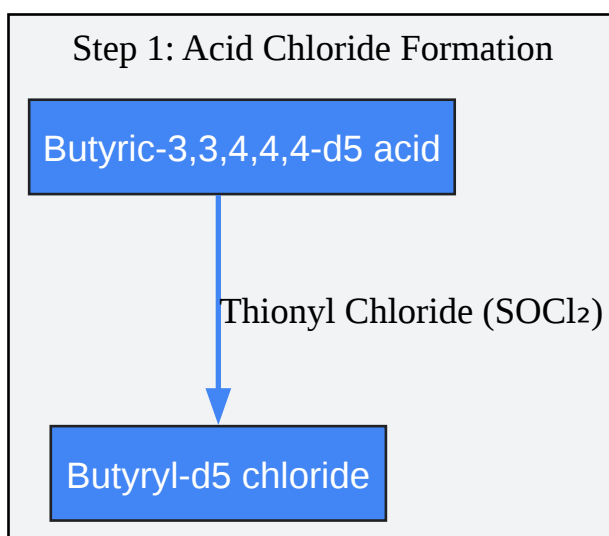 Step 1: Acid Chloride Formation
Butyric-3,3,4,4,4-d5 acid
Thionyl Chloride (SOCl₂)
Butyryl-d5 chloride